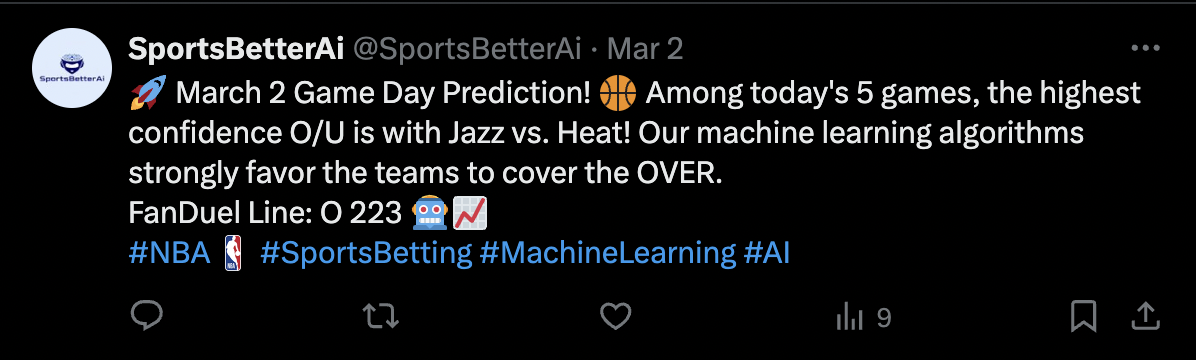 SportsBetterAi @SportsBetterAi · Mar 2
SportsBetterAi
🚀 March 2 Game Day Prediction! 🏀 Among today's 5 games, the highest
confidence O/U is with Jazz vs. Heat! Our machine learning algorithms
strongly favor the teams to cover the OVER.
FanDuel Line: O 223 🤖📈
#NBA #SportsBetting #MachineLearning #AI
9